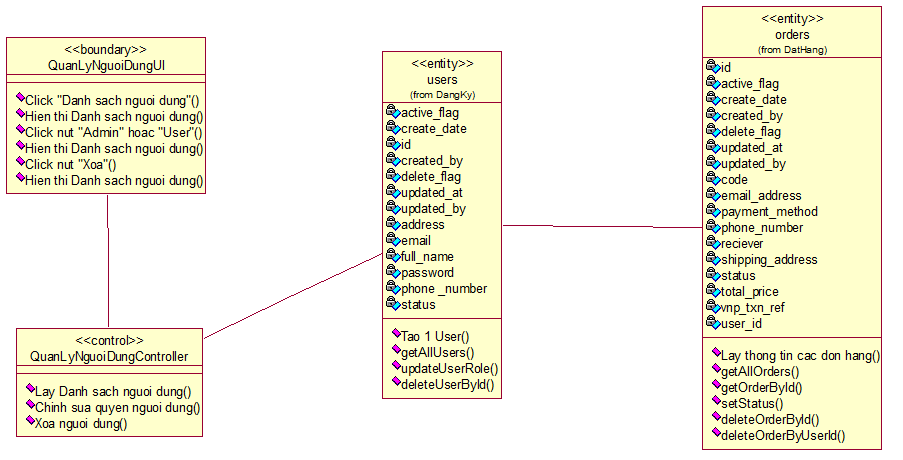 <<boundary>>
QuanLyNguoiDungUI
Click "Danh sach nguoi dung"()
Hien thi Danh sach nguoi dung()
Click nut "Admin" hoac "User"()
Hien thi Danh sach nguoi dung()
Click nut "Xoa"()
Hien thi Danh sach nguoi dung()
<<control>>
QuanLyNguoiDungController
Lay Danh sach nguoi dung()
Chinh sua quyen nguoi dung()
Xoa nguoi dung()
<<entity>>
users
(from DangKy)
active_flag
create_date
id
created_by
delete_flag
updated_at
updated_by
address
email
full_name
password
phone _number
status
Tao 1 User()
getAllUsers()
updateUserRole()
deleteUserById()
<<entity>>
orders
(from DatHang)
id
active_flag
create_date
created_by
delete_flag
updated_at
updated_by
code
email_address
payment_method
phone_number
reciever
shipping_address
status
total_price
vnp_txn_ref
user_id
Lay thong tin cac don hang()
getAllOrders()
getOrderById()
setStatus()
deleteOrderById()
deleteOrderByUserId()